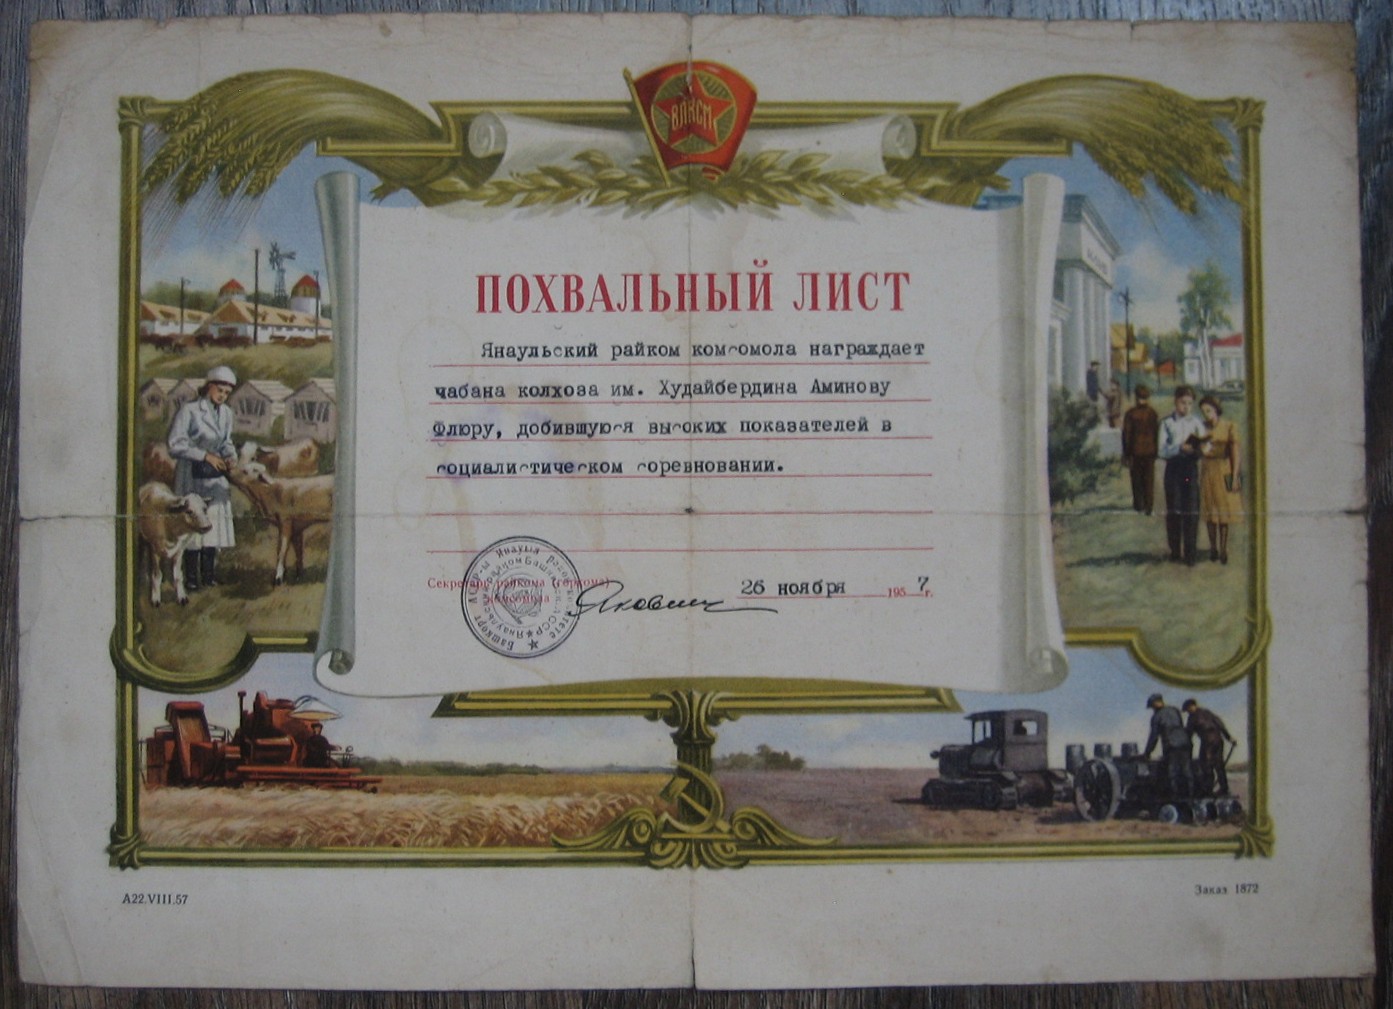 ВЛКСМ
ПОХВАЛЬНЫЙ ЛИСТ
Янаульский райком комсомола награждает
чабана колхоза им. Худайбердина Аминову
Флюру, добившуюся высоких показателей в
социалистическом соревновании.
Секретарь райкома (горкома)
комсомола
26 ноября 1957 г.
А22.VIII.57
Заказ 1872